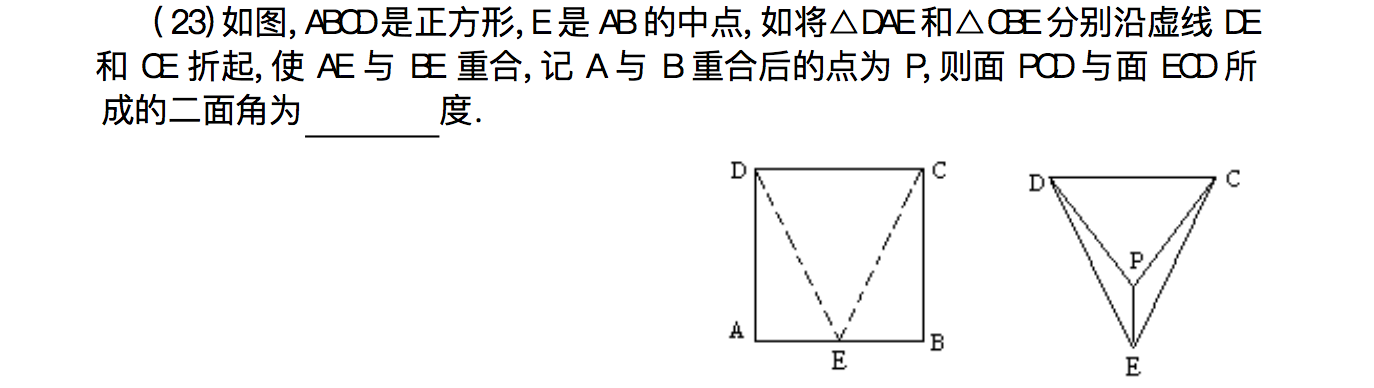 (23)如图,ABCD是正方形,E是AB的中点,如将△DAE和△CBE分别沿虚线DE
和CE折起,使AE与BE重合,记A与B重合后的点为P,则面PCD与面ECD所
成的二面角为________度.
D C D C
P
A B
E E